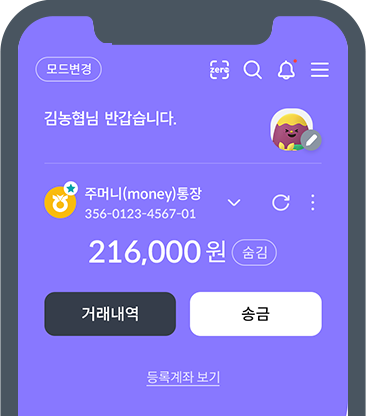 모드변경
zero
김농협님 반갑습니다.
주머니(money)통장
356-0123-4567-01
216,000 원 숨김
거래내역 송금
등록계좌 보기